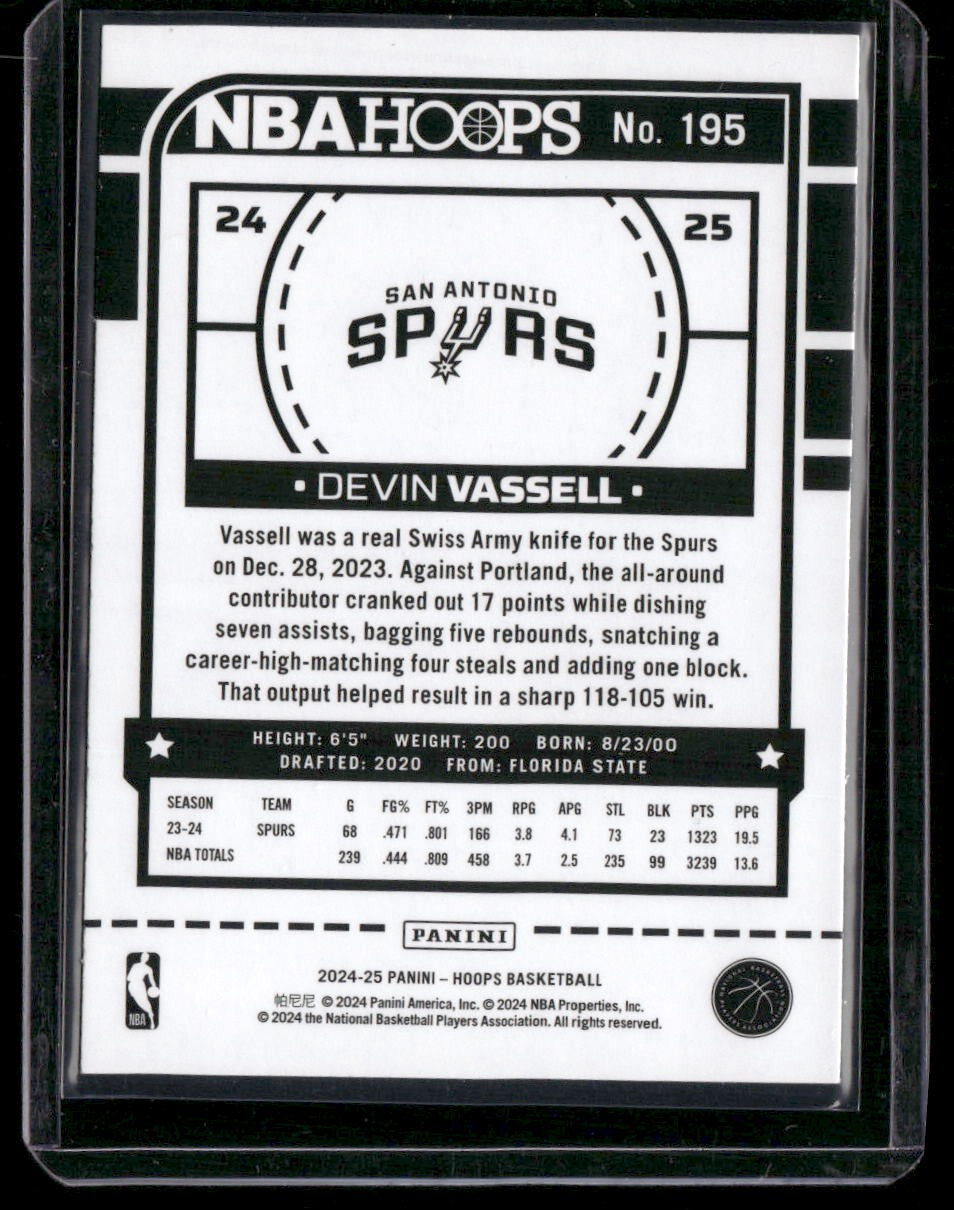 NBA HOOPS No. 195
24 25
SAN ANTONIO
SPURS
· DEVIN VASSELL ·
Vassell was a real Swiss Army knife for the Spurs
on Dec. 28, 2023. Against Portland, the all-around
contributor cranked out 17 points while dishing
seven assists, bagging five rebounds, snatching a
career-high-matching four steals and adding one block.
That output helped result in a sharp 118-105 win.
HEIGHT: 6'5" WEIGHT: 200 BORN: 8/23/00
DRAFTED: 2020 FROM: FLORIDA STATE
SEASON TEAM G FG% FT% 3PM RPG APG STL BLK PTS PPG
23-24 SPURS 68 .471 .801 166 3.8 4.1 73 23 1323 19.5
NBA TOTALS 239 .444 .809 458 3.7 2.5 235 99 3239 13.6
PANINI
2024-25 PANINI – HOOPS BASKETBALL
帕尼尼 © 2024 Panini America, Inc. © 2024 NBA Properties, Inc.
© 2024 the National Basketball Players Association. All rights reserved.
NBA
NATIONAL BASKETBALL PLAYERS ASSOCIATION